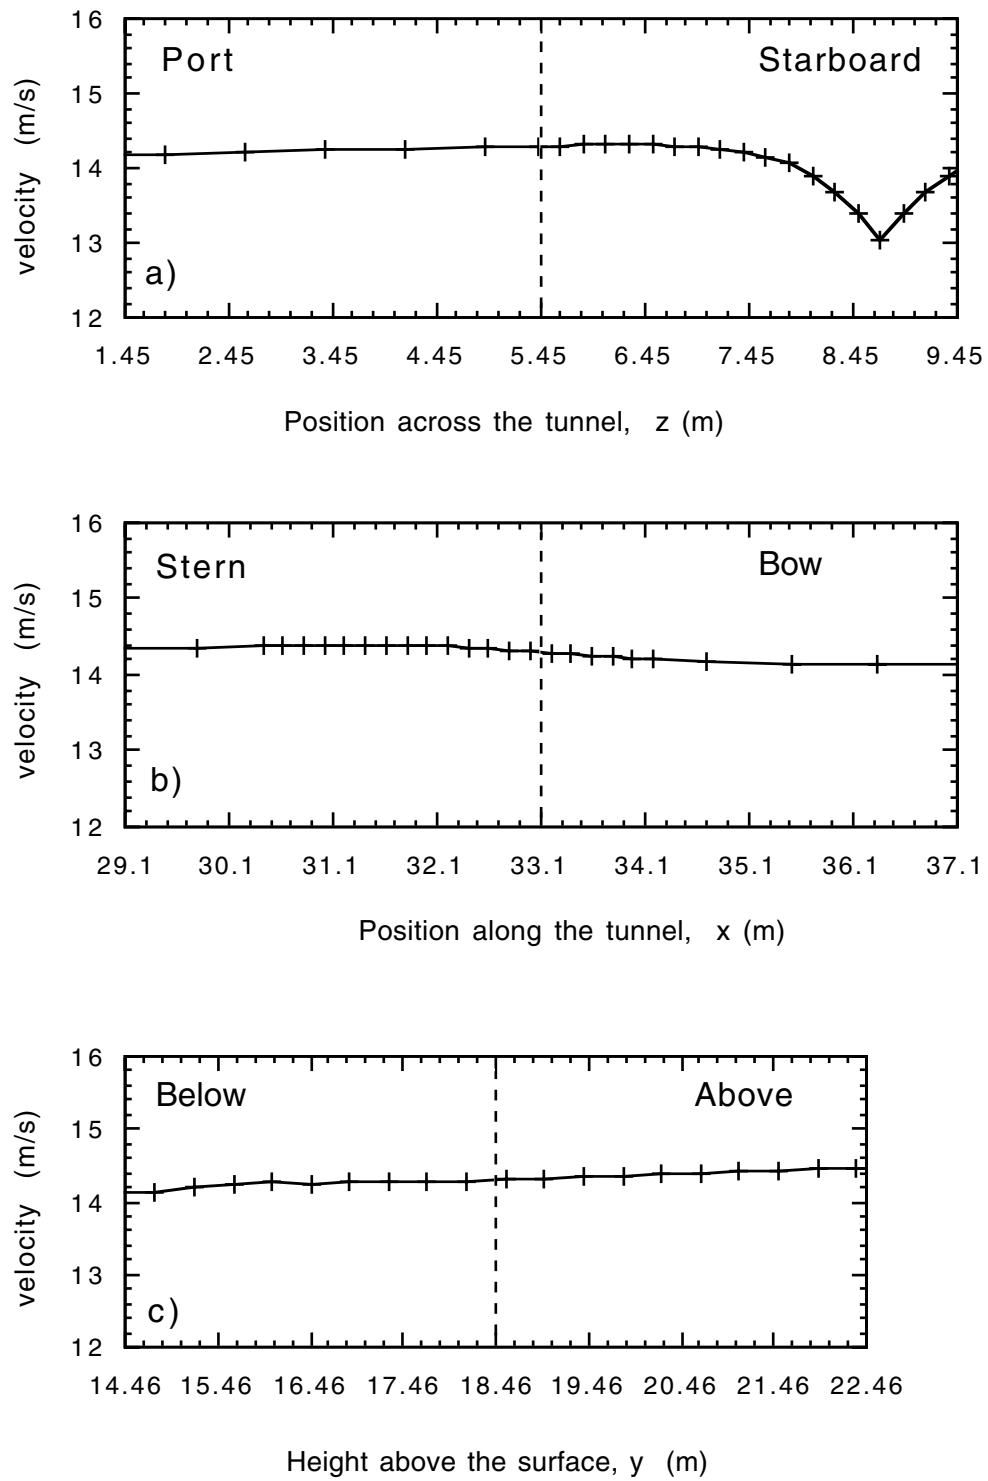 16
Port
Starboard
15
14
13
a)
12
velocity (m/s)
1.45 2.45 3.45 4.45 5.45 6.45 7.45 8.45 9.45
Position across the tunnel, z (m)
16
Stern
Bow
15
14
13
b)
12
velocity (m/s)
29.1 30.1 31.1 32.1 33.1 34.1 35.1 36.1 37.1
Position along the tunnel, x (m)
16
Below
Above
15
14
13
c)
12
velocity (m/s)
14.46 15.46 16.46 17.46 18.46 19.46 20.46 21.46 22.46
Height above the surface, y (m)